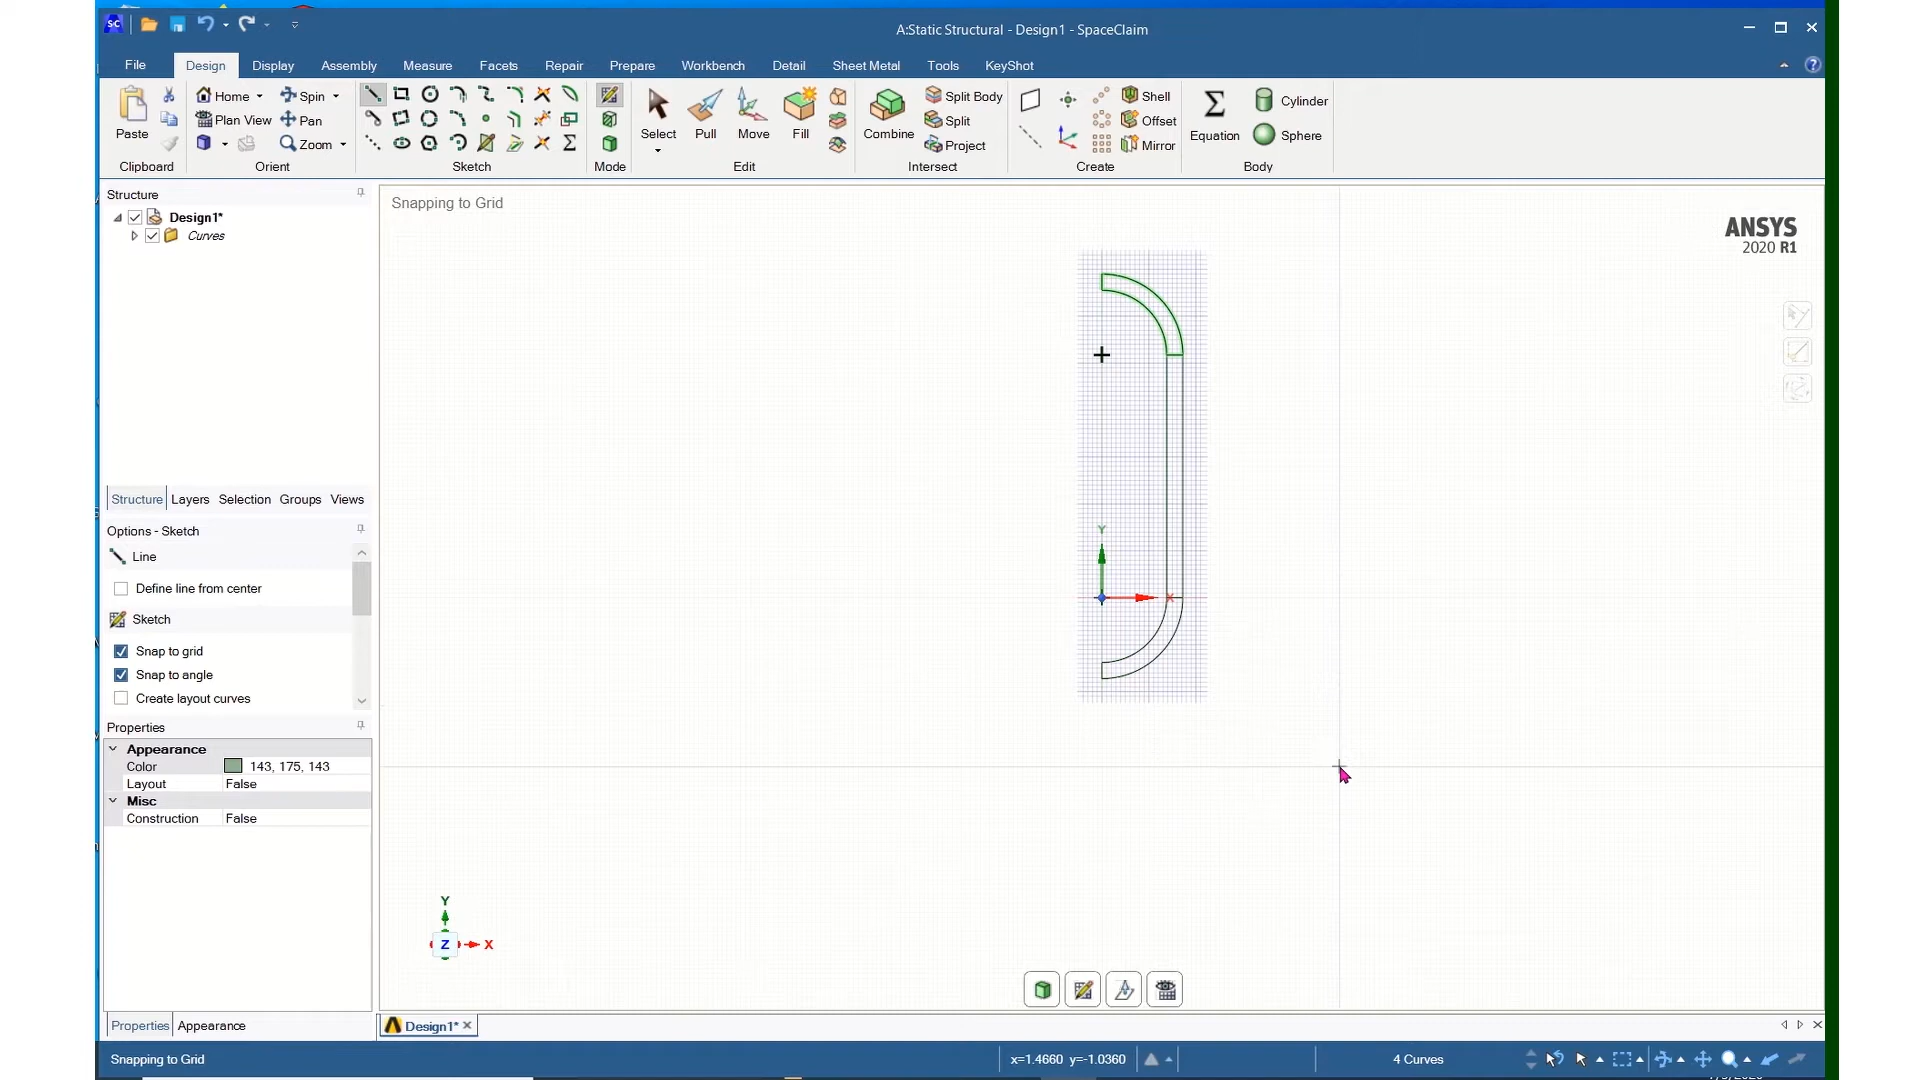 SC
A:Static Structural - Design1 - SpaceClaim
File
Design
Display
Assembly
Measure
Facets
Repair
Prepare
Workbench
Detail
Sheet Metal
Tools
KeyShot
Home
Spin
Plan View
Pan
Zoom
Paste
Select
Pull
Move
Fill
Combine
Split Body
Split
Project
Shell
Offset
Mirror
Equation
Cylinder
Sphere
Clipboard
Orient
Sketch
Mode
Edit
Intersect
Create
Body
Structure
Design1*
Curves
Snapping to Grid
ANSYS
2020 R1
Y
X
Structure
Layers
Selection
Groups
Views
Options - Sketch
Line
Define line from center
Sketch
Snap to grid
Snap to angle
Create layout curves
Properties
Appearance
Color 143, 175, 143
Layout False
Misc
Construction False
Y
Z
X
Properties
Appearance
Design1*
Snapping to Grid
x=1.4660 y=-1.0360
4 Curves